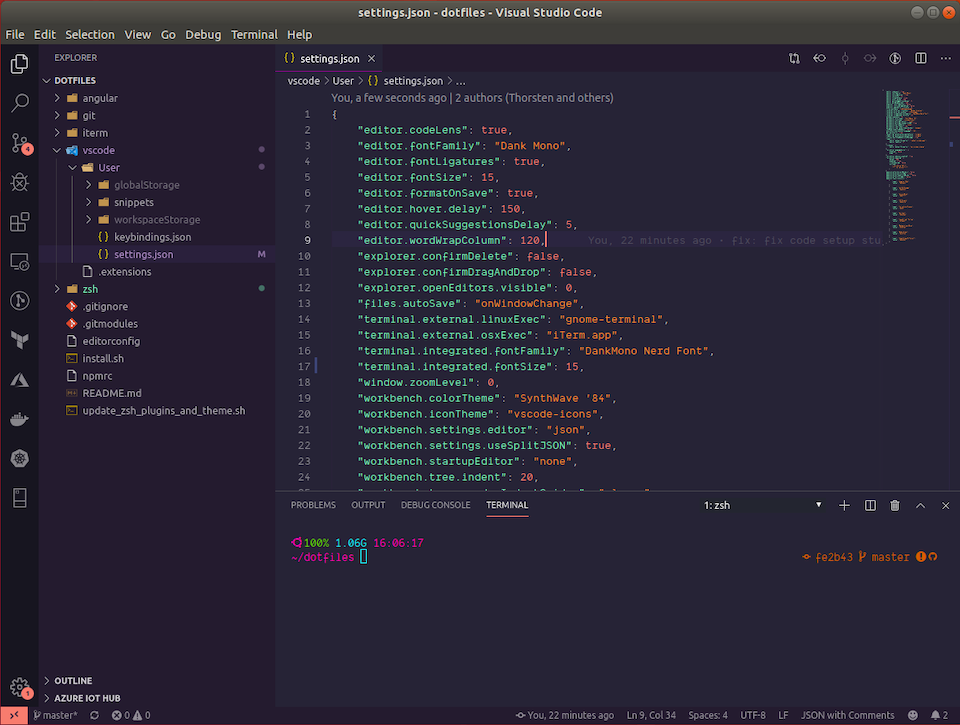 settings.json - dotfiles - Visual Studio Code
File Edit Selection View Go Debug Terminal Help
EXPLORER
DOTFILES
angular
git
iterm
vscode
User
globalStorage
snippets
workspaceStorage
{} keybindings.json
{} settings.json M
.extensions
zsh
.gitignore
.gitmodules
editorconfig
install.sh
npmrc
README.md
update_zsh_plugins_and_theme.sh
OUTLINE
AZURE IOT HUB
4
1
{} settings.json ×
vscode > User > {} settings.json > ...
You, a few seconds ago | 2 authors (Thorsten and others)
1 {
2 "editor.codeLens": true,
3 "editor.fontFamily": "Dank Mono",
4 "editor.fontLigatures": true,
5 "editor.fontSize": 15,
6 "editor.formatOnSave": true,
7 "editor.hover.delay": 150,
8 "editor.quickSuggestionsDelay": 5,
9 "editor.wordWrapColumn": 120, You, 22 minutes ago · fix: fix code setup stu
10 "explorer.confirmDelete": false,
11 "explorer.confirmDragAndDrop": false,
12 "explorer.openEditors.visible": 0,
13 "files.autoSave": "onWindowChange",
14 "terminal.external.linuxExec": "gnome-terminal",
15 "terminal.external.osxExec": "iTerm.app",
16 "terminal.integrated.fontFamily": "DankMono Nerd Font",
17 "terminal.integrated.fontSize": 15,
18 "window.zoomLevel": 0,
19 "workbench.colorTheme": "SynthWave '84",
20 "workbench.iconTheme": "vscode-icons",
21 "workbench.settings.editor": "json",
22 "workbench.settings.useSplitJSON": true,
23 "workbench.startupEditor": "none",
24 "workbench.tree.indent": 20,
PROBLEMS OUTPUT DEBUG CONSOLE TERMINAL 1: zsh
100% 1.06G 16:06:17
~/dotfiles fe2b43 master
master* 0 0 You, 22 minutes ago Ln 9, Col 34 Spaces: 4 UTF-8 LF JSON with Comments 2